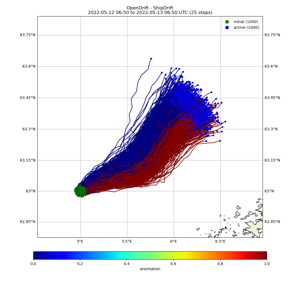 OpenDrift - ShipDrift
2022-05-12 06:50 to 2022-05-13 06:50 UTC (25 steps)
initial (1000)
active (1000)
63.75°N 63.75°N
63.6°N 63.6°N
63.45°N 63.45°N
63.3°N 63.3°N
63.15°N 63.15°N
63°N 63°N
62.85°N 62.85°N
5°E 5.5°E 6°E 6.5°E
0.0 0.2 0.4 0.6 0.8 1.0
orientation